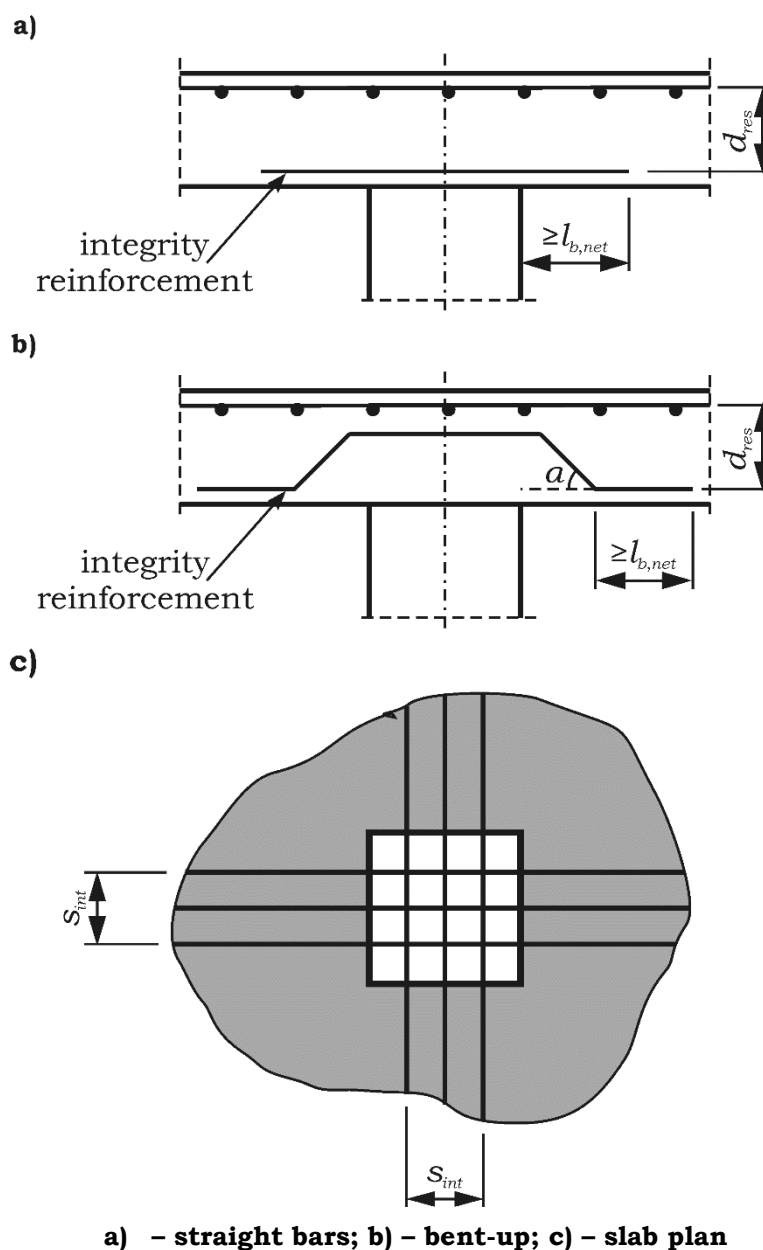 a)
d_res
integrity
reinforcement
≥l_b,net
b)
d_res
α
integrity
reinforcement
≥l_b,net
c)
s_int
s_int
a) – straight bars; b) – bent-up; c) – slab plan